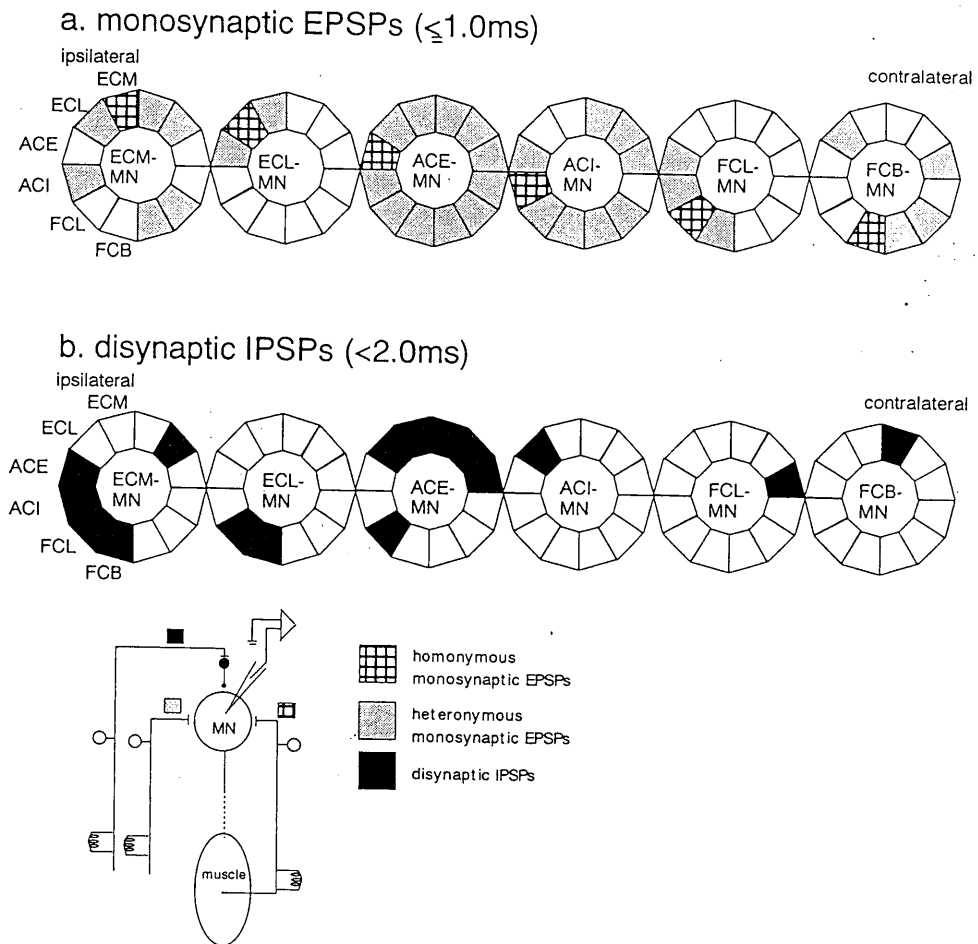 a. monosynaptic EPSPs (≦1.0ms)
ipsilateral
ECM
contralateral
ECL
ACE
ACI
FCL
FCB
ECM-
MN
ECL-
MN
ACE-
MN
ACI-
MN
FCL-
MN
FCB-
MN
b. disynaptic IPSPs (<2.0ms)
ipsilateral
ECM
contralateral
ECL
ACE
ACI
FCL
FCB
ECM-
MN
ECL-
MN
ACE-
MN
ACI-
MN
FCL-
MN
FCB-
MN
MN
muscle
homonymous
monosynaptic EPSPs
heteronymous
monosynaptic EPSPs
disynaptic IPSPs